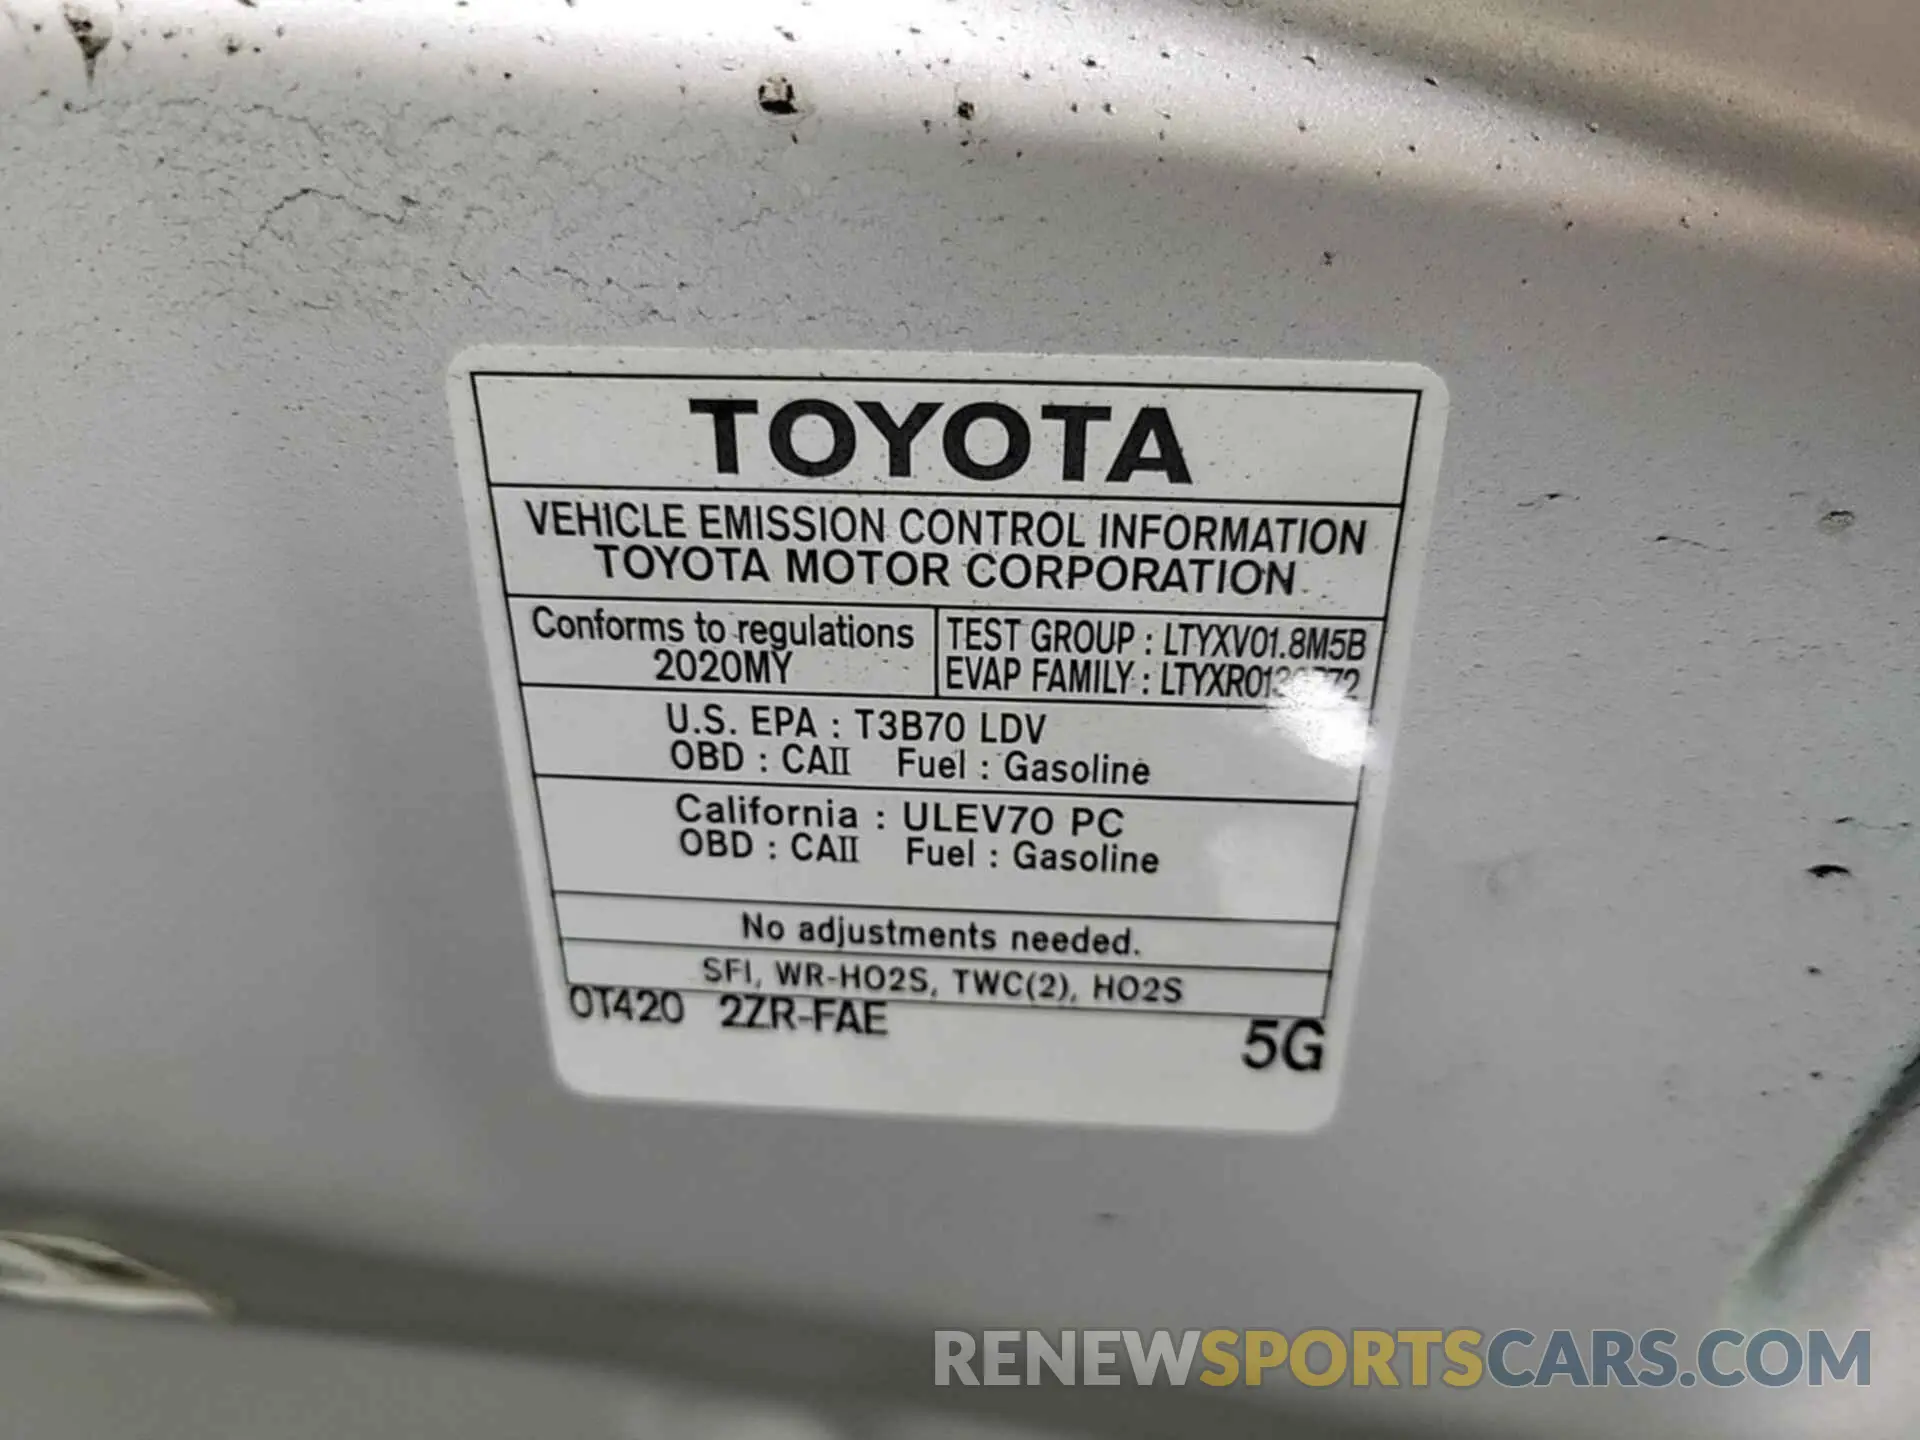 TOYOTA
VEHICLE EMISSION CONTROL INFORMATION
TOYOTA MOTOR CORPORATION
Conforms to regulations
2020MY
TEST GROUP : LTYXV01.8M5B
EVAP FAMILY :
U.S. EPA : T3B70 LDV
OBD : CAII Fuel : Gasoline
California : ULEV70 PC
OBD : CAII Fuel : Gasoline
No adjustments needed.
SFI, WR-HO2S, TWC(2), HO2S
0T420 2ZR-FAE
5G
RENEWSPORTSCARS.COM